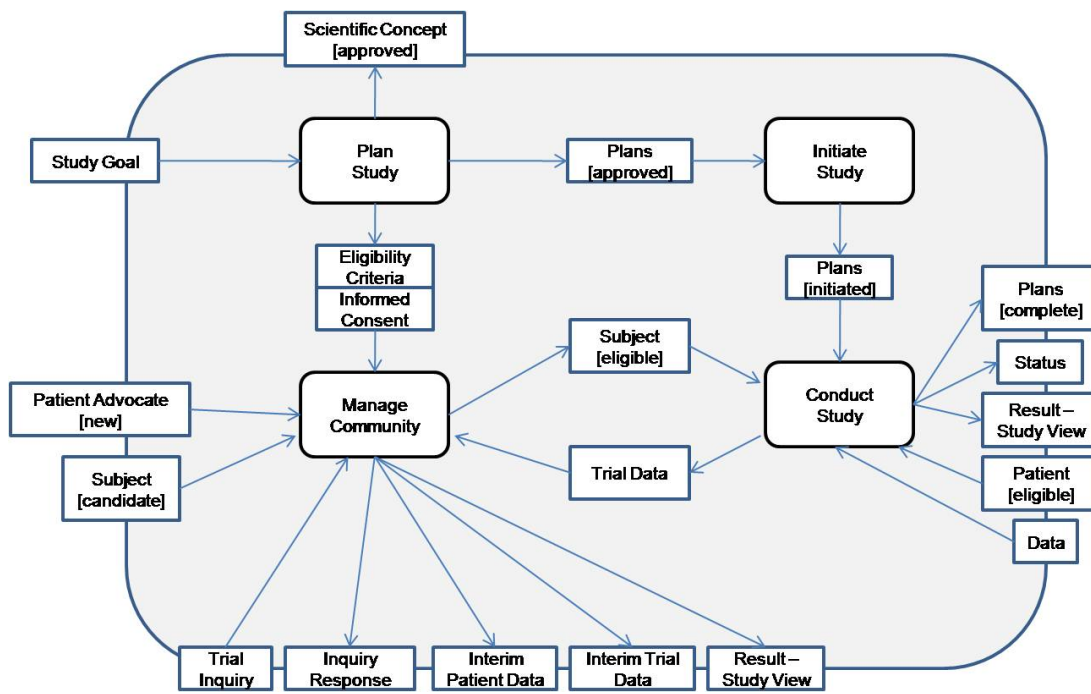 Scientific Concept
[approved]
Study Goal
Plan
Study
Plans
[approved]
Initiate
Study
Eligibility
Criteria
Informed
Consent
Plans
[initiated]
Plans
[complete]
Subject
[eligible]
Status
Patient Advocate
[new]
Manage
Community
Conduct
Study
Result –
Study View
Subject
[candidate]
Trial Data
Patient
[eligible]
Data
Trial
Inquiry
Inquiry
Response
Interim
Patient Data
Interim Trial
Data
Result –
Study View